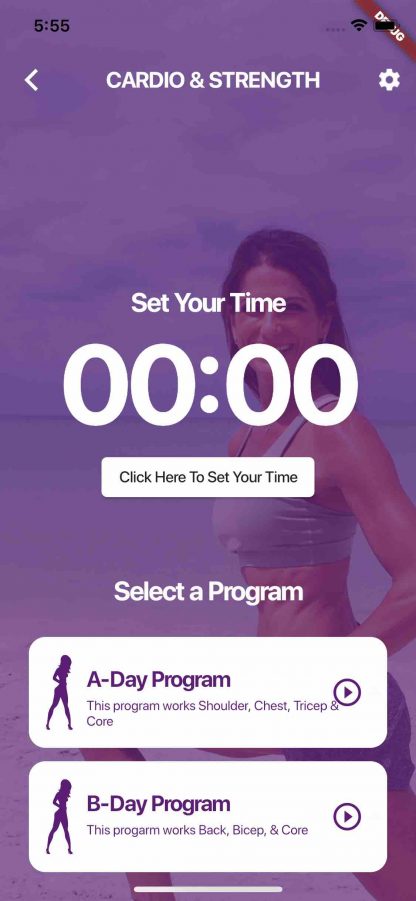 5:55
DEBUG
CARDIO & STRENGTH
Set Your Time
00:00
Click Here To Set Your Time
Select a Program
A-Day Program
This program works Shoulder, Chest, Tricep &
Core
B-Day Program
This progarm works Back, Bicep, & Core